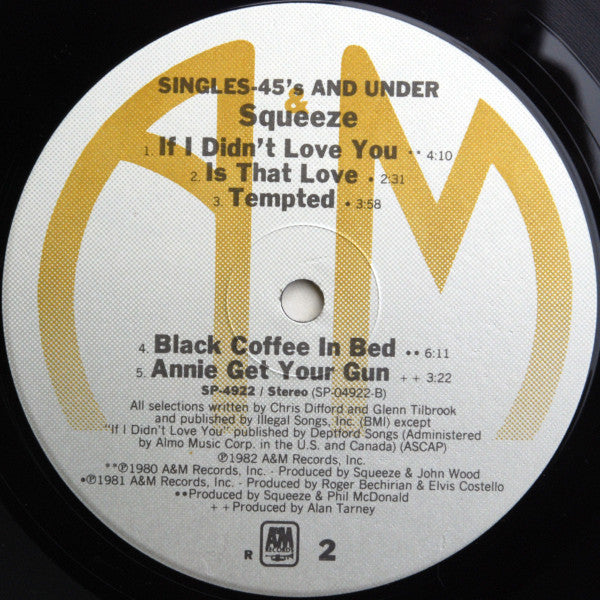 SINGLES-45's AND UNDER
&
Squeeze
1. If I Didn't Love You ** 4:10
2. Is That Love • 2:31
3. Tempted • 3:58
4. Black Coffee In Bed •• 6:11
5. Annie Get Your Gun ++ 3:22
SP-4922 / Stereo (SP-04922-B)
All selections written by Chris Difford and Glenn Tilbrook
and published by Illegal Songs, Inc. (BMI) except
"If I Didn't Love You" published by Deptford Songs (Administered
by Almo Music Corp. in the U.S. and Canada) (ASCAP)
℗1982 A&M Records, Inc.
**℗1980 A&M Records, Inc. - Produced by Squeeze & John Wood
•℗1981 A&M Records, Inc. - Produced by Roger Bechirian & Elvis Costello
••Produced by Squeeze & Phil McDonald
++Produced by Alan Tarney
R A&M RECORDS 2